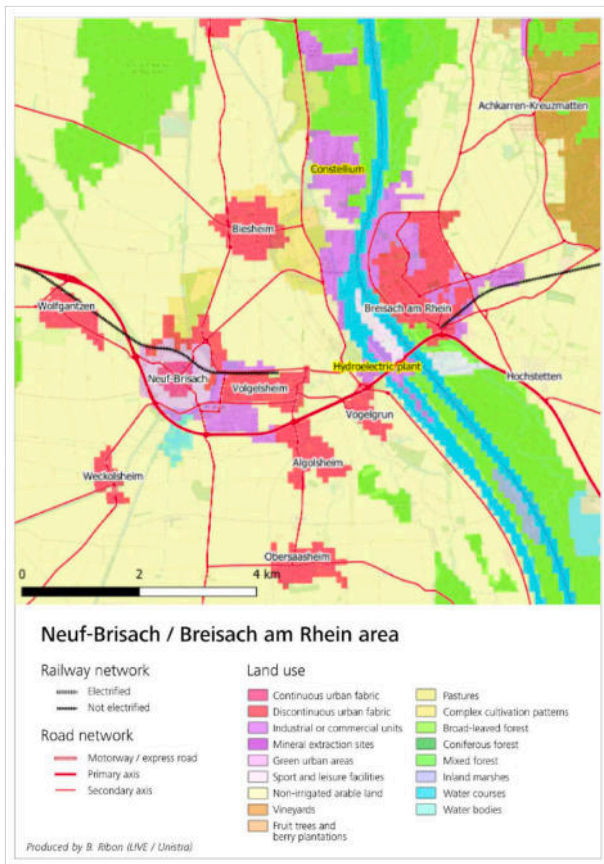 Achkarren-Kreuzmatten
Constellium
Biesheim
Wolfgantzen
Breisach am Rhein
Hydroelectric plant
Neuf-Brisach
Volgelsheim
Hochstetten
Vogelgrun
Algolsheim
Weckolsheim
Obersaasheim
0 2 4 km
Neuf-Brisach / Breisach am Rhein area
Railway network
Electrified
Not electrified
Road network
Motorway / express road
Primary axis
Secondary axis
Land use
Continuous urban fabric
Discontinuous urban fabric
Industrial or commercial units
Mineral extraction sites
Green urban areas
Sport and leisure facilities
Non-irrigated arable land
Vineyards
Fruit trees and
berry plantations
Pastures
Complex cultivation patterns
Broad-leaved forest
Coniferous forest
Mixed forest
Inland marshes
Water courses
Water bodies
Produced by B. Ribon (LIVE / Unistra)